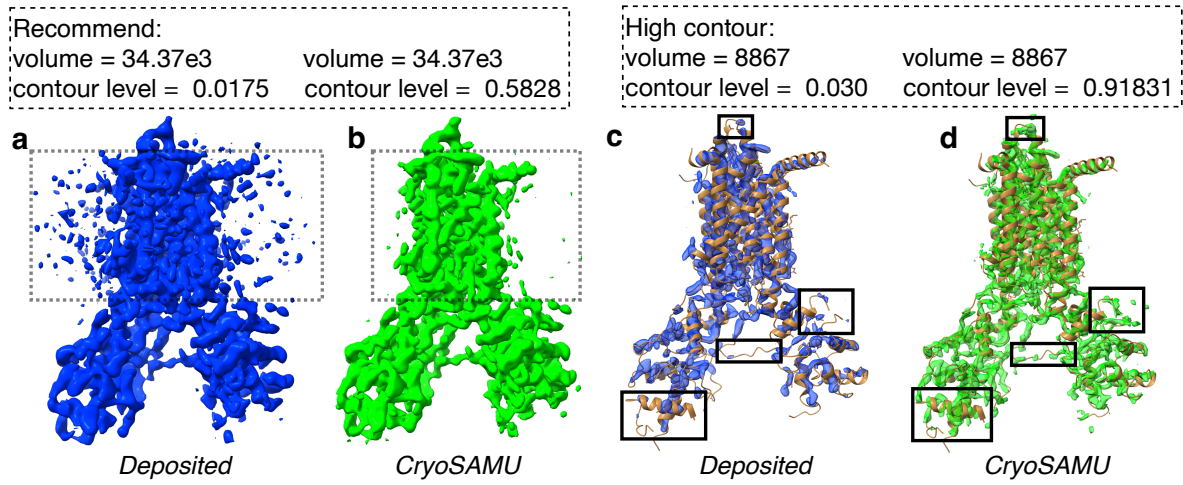 Recommend:
volume = 34.37e3 volume = 34.37e3
contour level = 0.0175 contour level = 0.5828
High contour:
volume = 8867 volume = 8867
contour level = 0.030 contour level = 0.91831
a b c d
Deposited CryoSAMU Deposited CryoSAMU